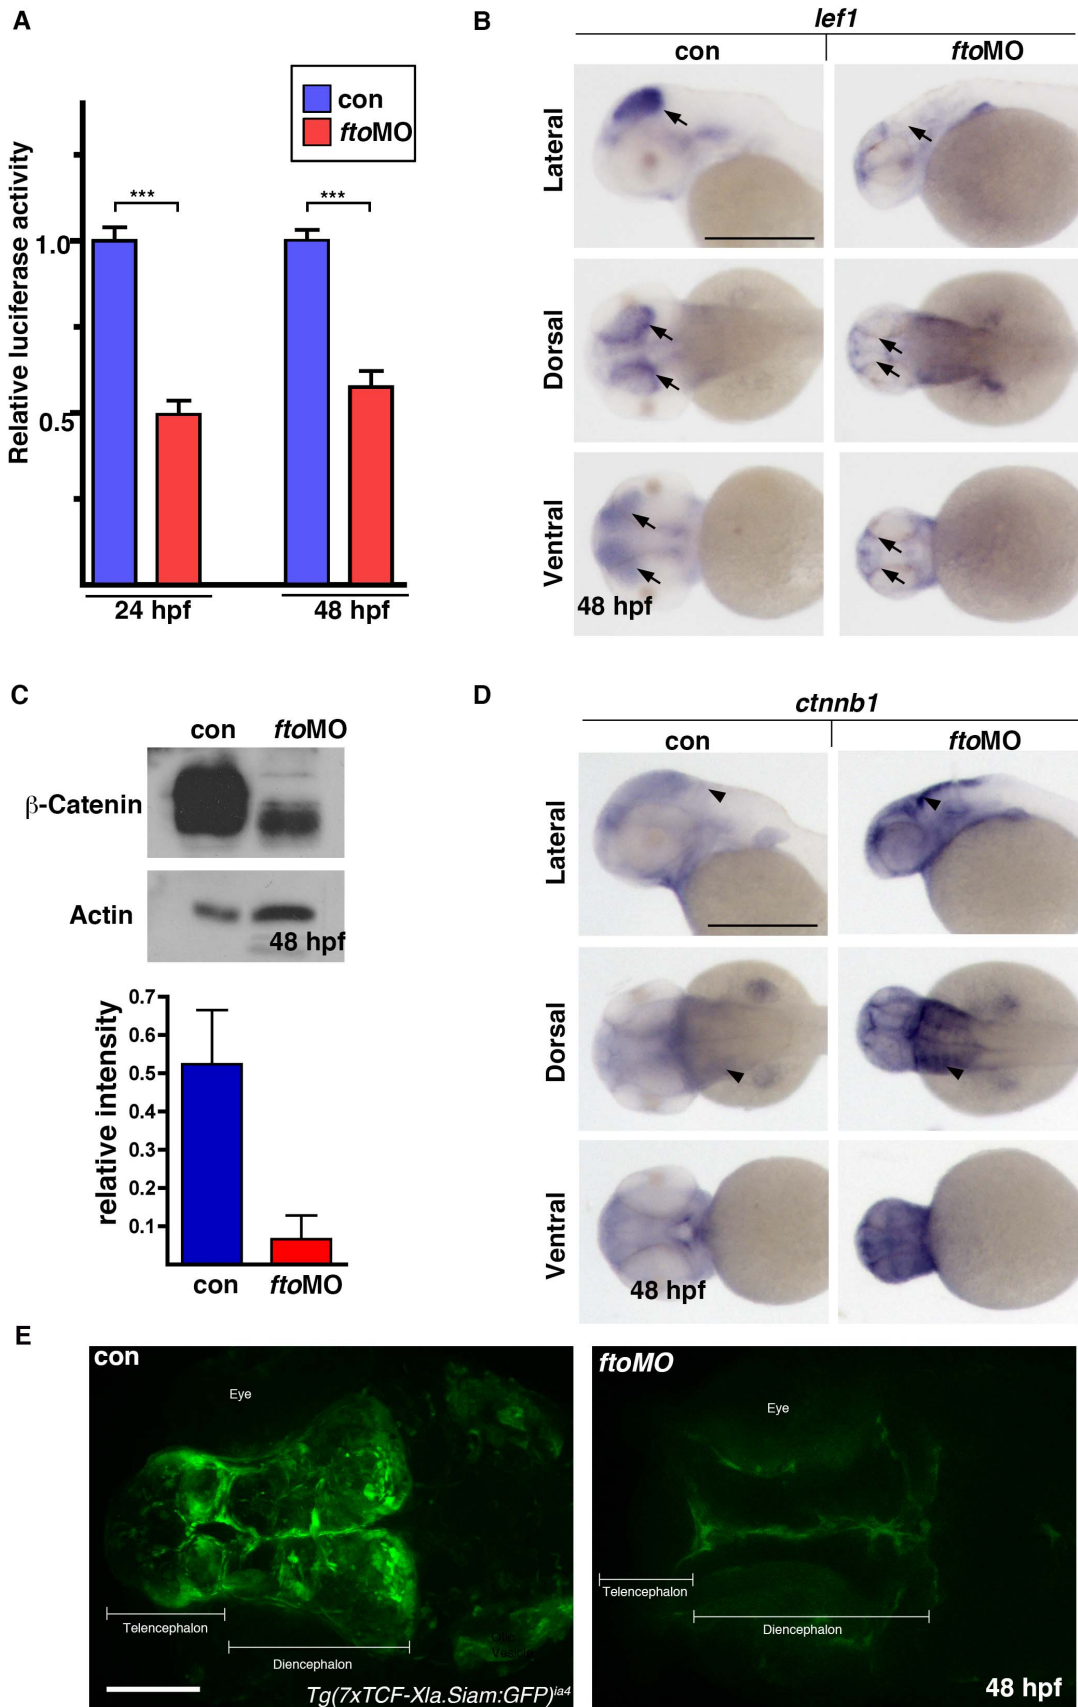 A
con
ftoMO
Relative luciferase activity
***
***
1.0
0.5
24 hpf
48 hpf
B
lef1
con
ftoMO
Lateral
Dorsal
Ventral
48 hpf
C
con
ftoMO
β-Catenin
Actin
48 hpf
relative intensity
0.7
0.6
0.5
0.4
0.3
0.2
0.1
con
ftoMO
D
ctnnb1
con
ftoMO
Lateral
Dorsal
Ventral
48 hpf
E
con
Eye
Telencephalon
Diencephalon
Tg(7xTCF-Xla.Siam:GFP)ia4
ftoMO
Eye
Telencephalon
Diencephalon
48 hpf